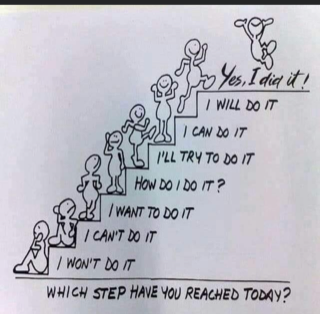 Yes, I did it!
I WILL DO IT
I CAN DO IT
I'LL TRY TO DO IT
HOW DO I DO IT?
I WANT TO DO IT
I CAN'T DO IT
I WON'T DO IT
WHICH STEP HAVE YOU REACHED TODAY?